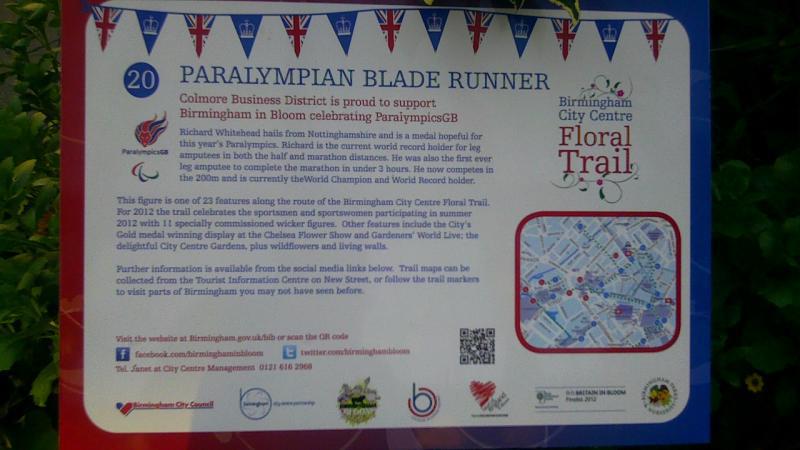 20
PARALYMPIAN BLADE RUNNER
Colmore Business District is proud to support
Birmingham in Bloom celebrating ParalympicsGB
ParalympicsGB
Richard Whitehead hails from Nottinghamshire and is a medal hopeful for
this year's Paralympics. Richard is the current world record holder for leg
amputees in both the half and marathon distances. He was also the first ever
leg amputee to complete the marathon in under 3 hours. He now competes in
the 200m and is currently theWorld Champion and World Record holder.
Birmingham
City Centre
Floral
Trail
This figure is one of 23 features along the route of the Birmingham City Centre Floral Trail.
For 2012 the trail celebrates the sportsmen and sportswomen participating in summer
2012 with 11 specially commissioned wicker figures. Other features include the City's
Gold medal winning display at the Chelsea Flower Show and Gardeners' World Live; the
delightful City Centre Gardens, plus wildflowers and living walls.
Further information is available from the social media links below. Trail maps can be
collected from the Tourist Information Centre on New Street, or follow the trail markers
to visit parts of Birmingham you may not have seen before.
Visit the website at Birmingham.gov.uk/bib or scan the QR code
facebook.com/birminghaminbloom
twitter.com/birminghambloom
Tel. Janet at City Centre Management 0121 616 2968
Birmingham City Council
birmingham city centre partnership
BRITAIN IN BLOOM
Finalist 2012
BIRMINGHAM PARKS